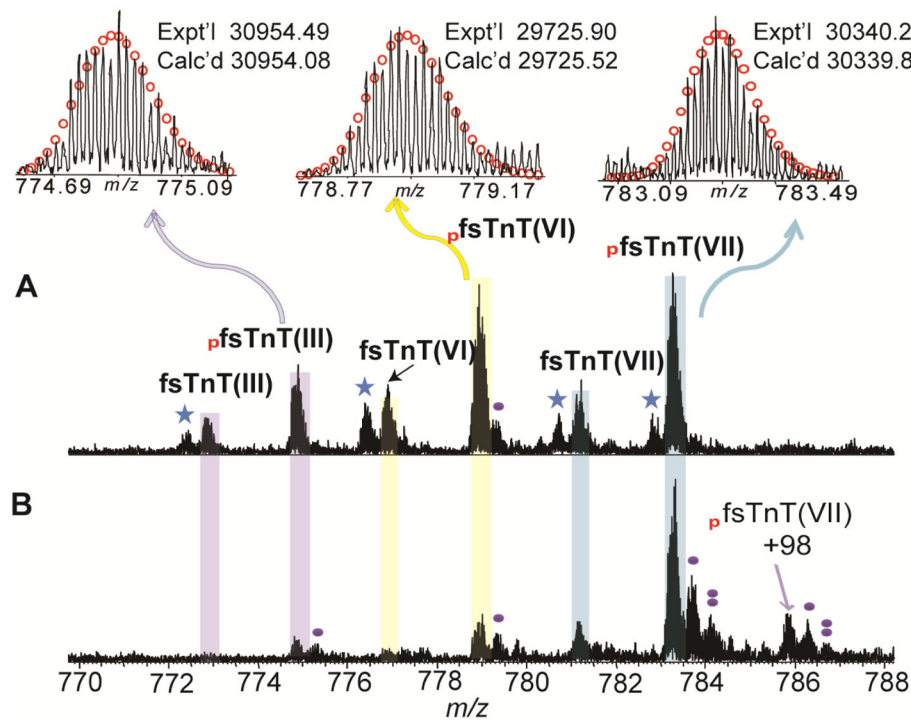 Expt'l 30954.49
Calc'd 30954.08
774.69 m/z 775.09
Expt'l 29725.90
Calc'd 29725.52
778.77 m/z 779.17
Expt'l 30340.2
Calc'd 30339.8
783.09 m/z 783.49
A
pfsTnT(VI)
pfsTnT(VII)
pfsTnT(III)
fsTnT(III)
fsTnT(VI)
fsTnT(VII)
B
pfsTnT(VII)
+98
770 772 774 776 778 780 782 784 786 788
m/z